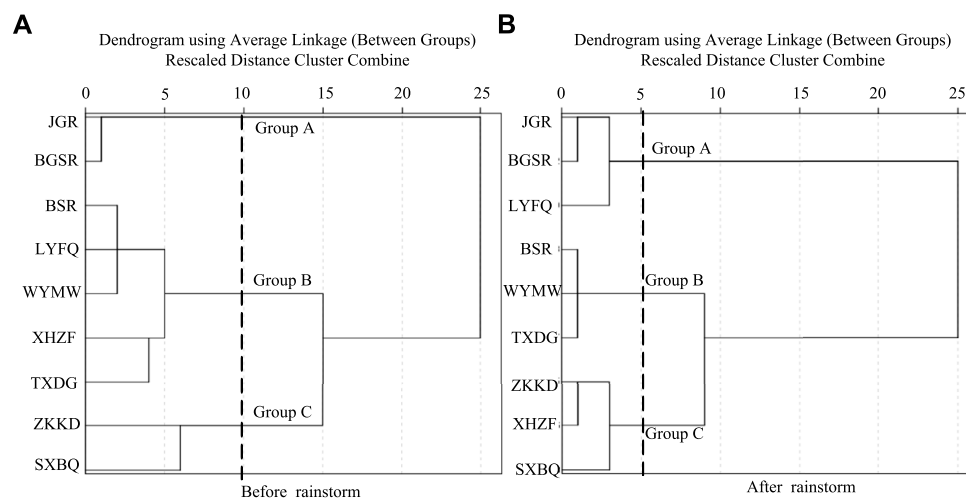 A
Dendrogram using Average Linkage (Between Groups)
Rescaled Distance Cluster Combine
0 5 10 15 20 25
JGR
Group A
BGSR
BSR
LYFQ
Group B
WYMW
XHZF
TXDG
Group C
ZKKD
SXBQ
Before rainstorm
B
Dendrogram using Average Linkage (Between Groups)
Rescaled Distance Cluster Combine
0 5 10 15 20 25
JGR
Group A
BGSR
LYFQ
BSR
Group B
WYMW
TXDG
ZKKD
XHZF
Group C
SXBQ
After rainstorm